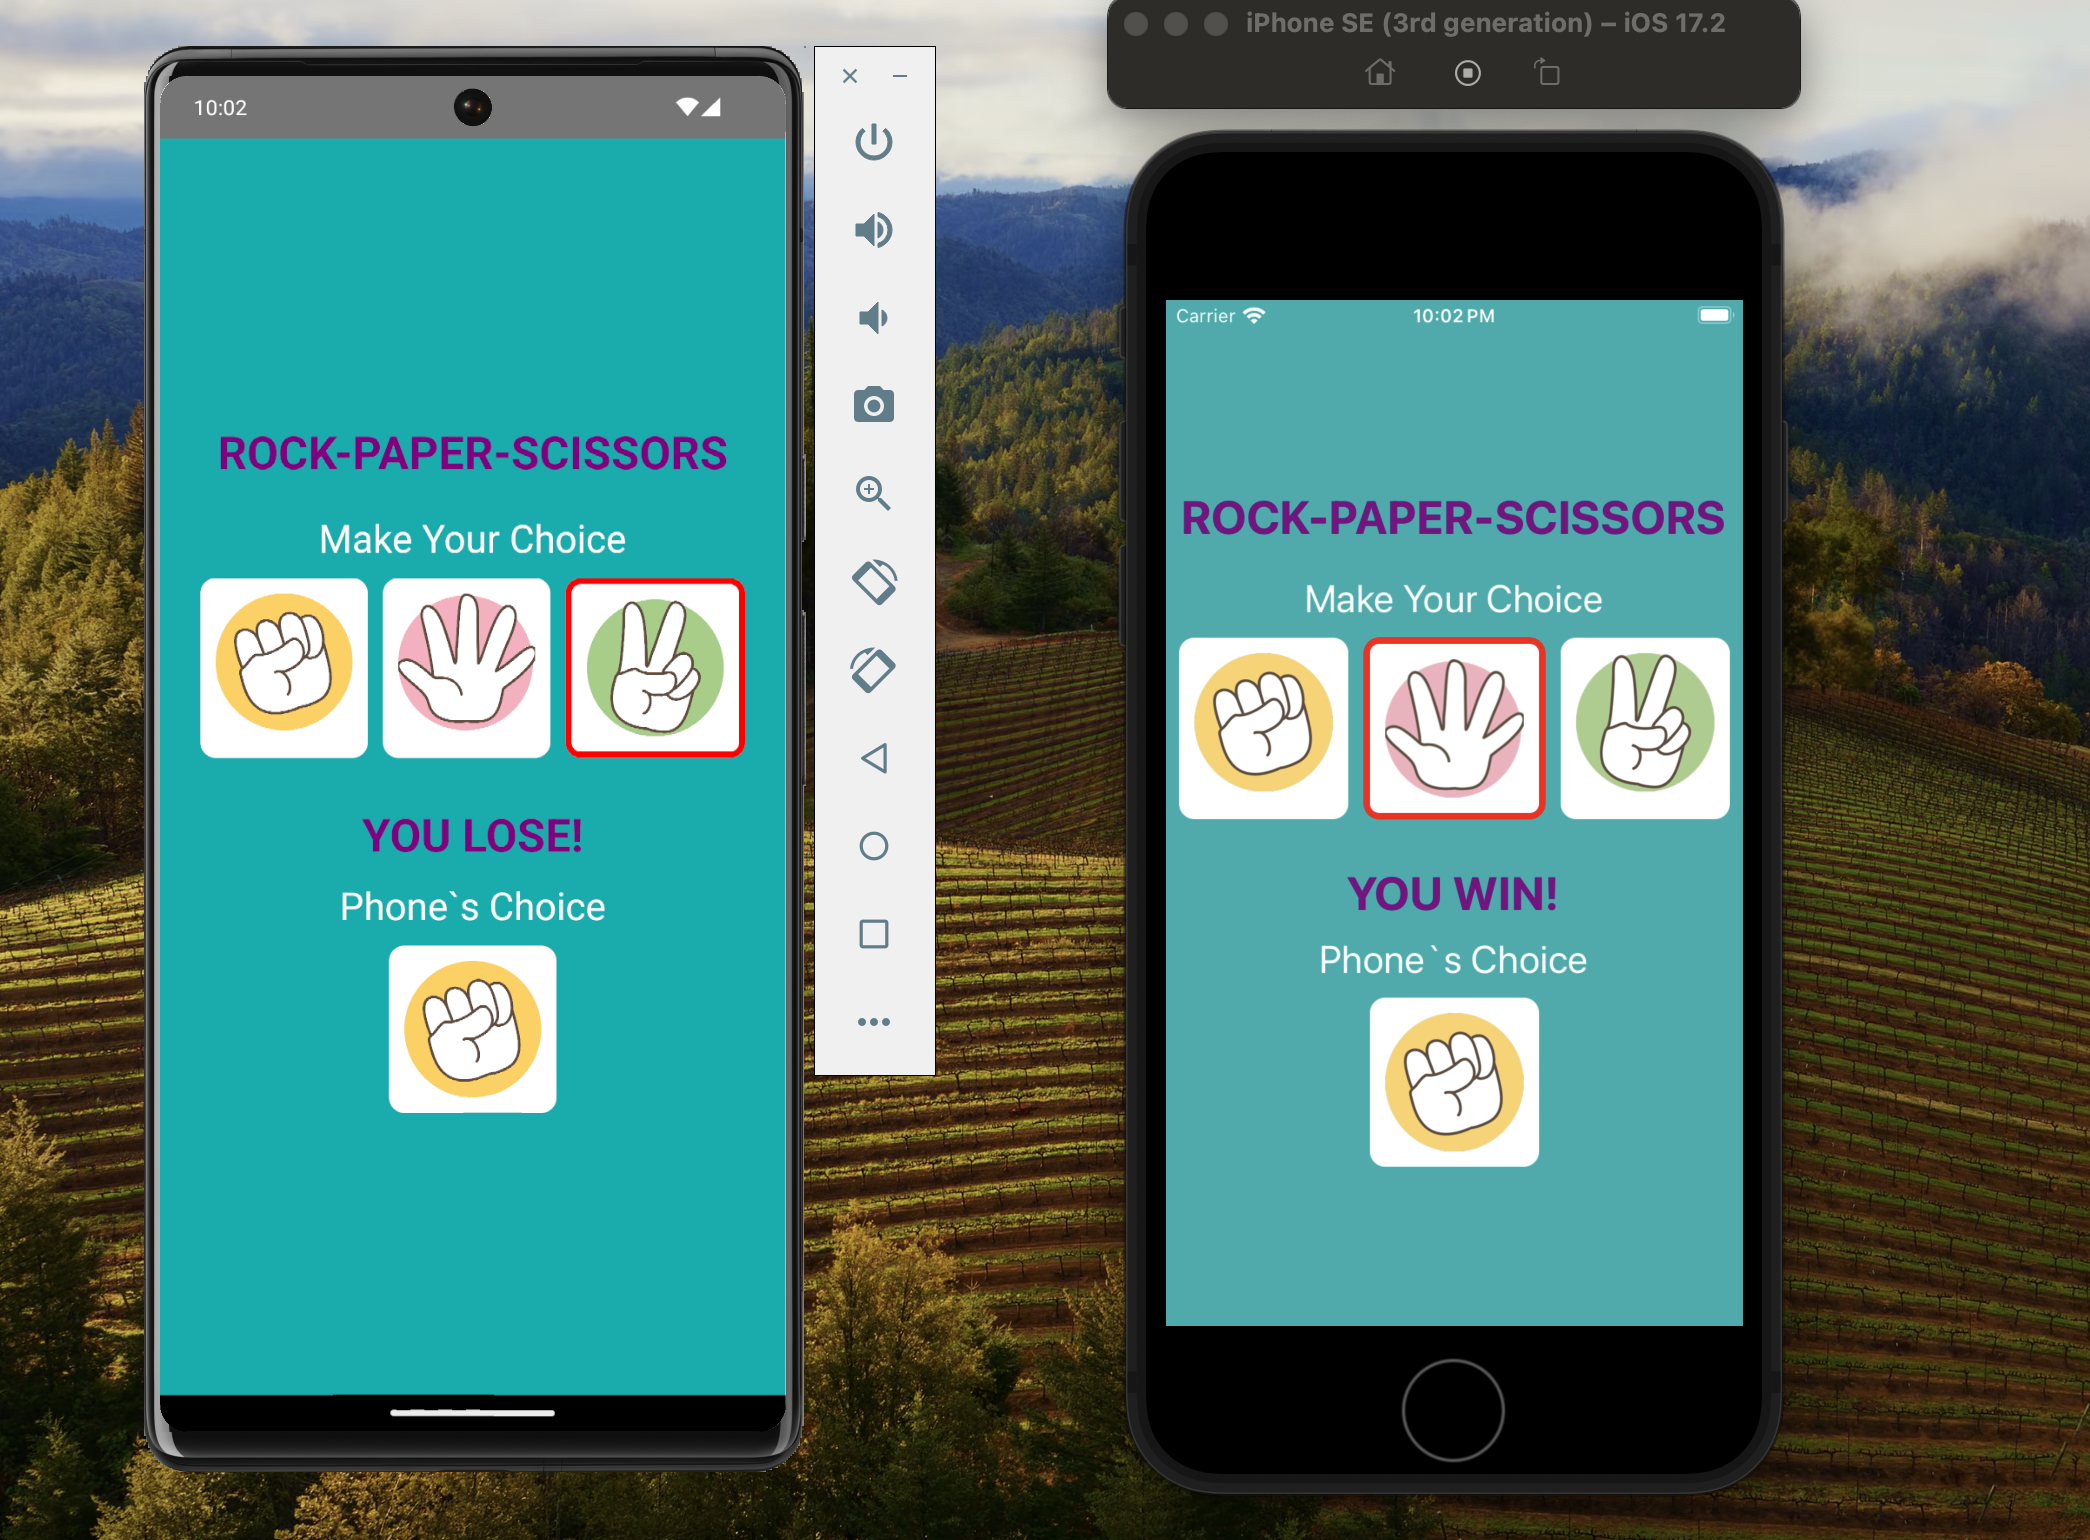 10:02
ROCK-PAPER-SCISSORS
Make Your Choice
YOU LOSE!
Phone`s Choice
iPhone SE (3rd generation) – iOS 17.2
Carrier 10:02 PM
ROCK-PAPER-SCISSORS
Make Your Choice
YOU WIN!
Phone`s Choice